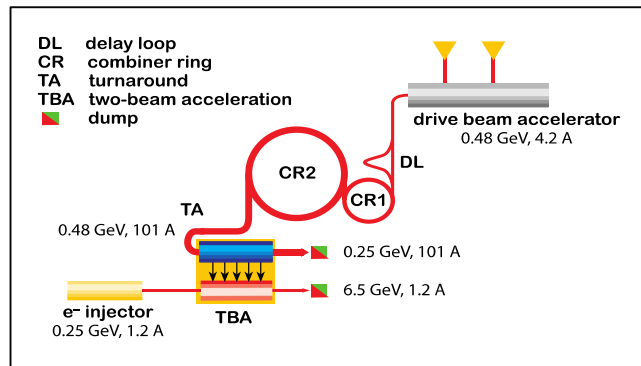 DL delay loop
CR combiner ring
TA turnaround
TBA two-beam acceleration
dump
drive beam accelerator
0.48 GeV, 4.2 A
DL
CR2
CR1
TA
0.48 GeV, 101 A
0.25 GeV, 101 A
6.5 GeV, 1.2 A
e– injector
0.25 GeV, 1.2 A
TBA